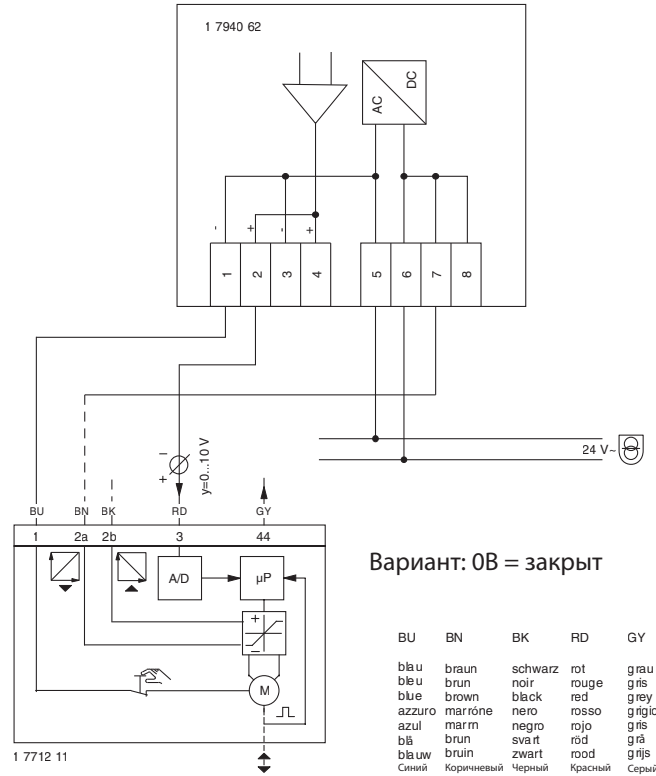 1 7940 62
AC
DC
- + - +
1 2 3 4 5 6 7 8
24 V~
y=0...10 V
- +
BU BN BK RD GY
1 2a 2b 3 44
A/D
µP
+
−
M
1 7712 11
Вариант: 0В = закрыт
BU BN BK RD GY
blau braun schwarz rot grau
bleu brun noir rouge gris
blue brown black red grey
azzuro marróne nero rosso grigio
azul marrn negro rojo gris
blå brun svart röd grå
blauw bruin zwart rood grijs
Синий Коричневый Черный Красный Серый